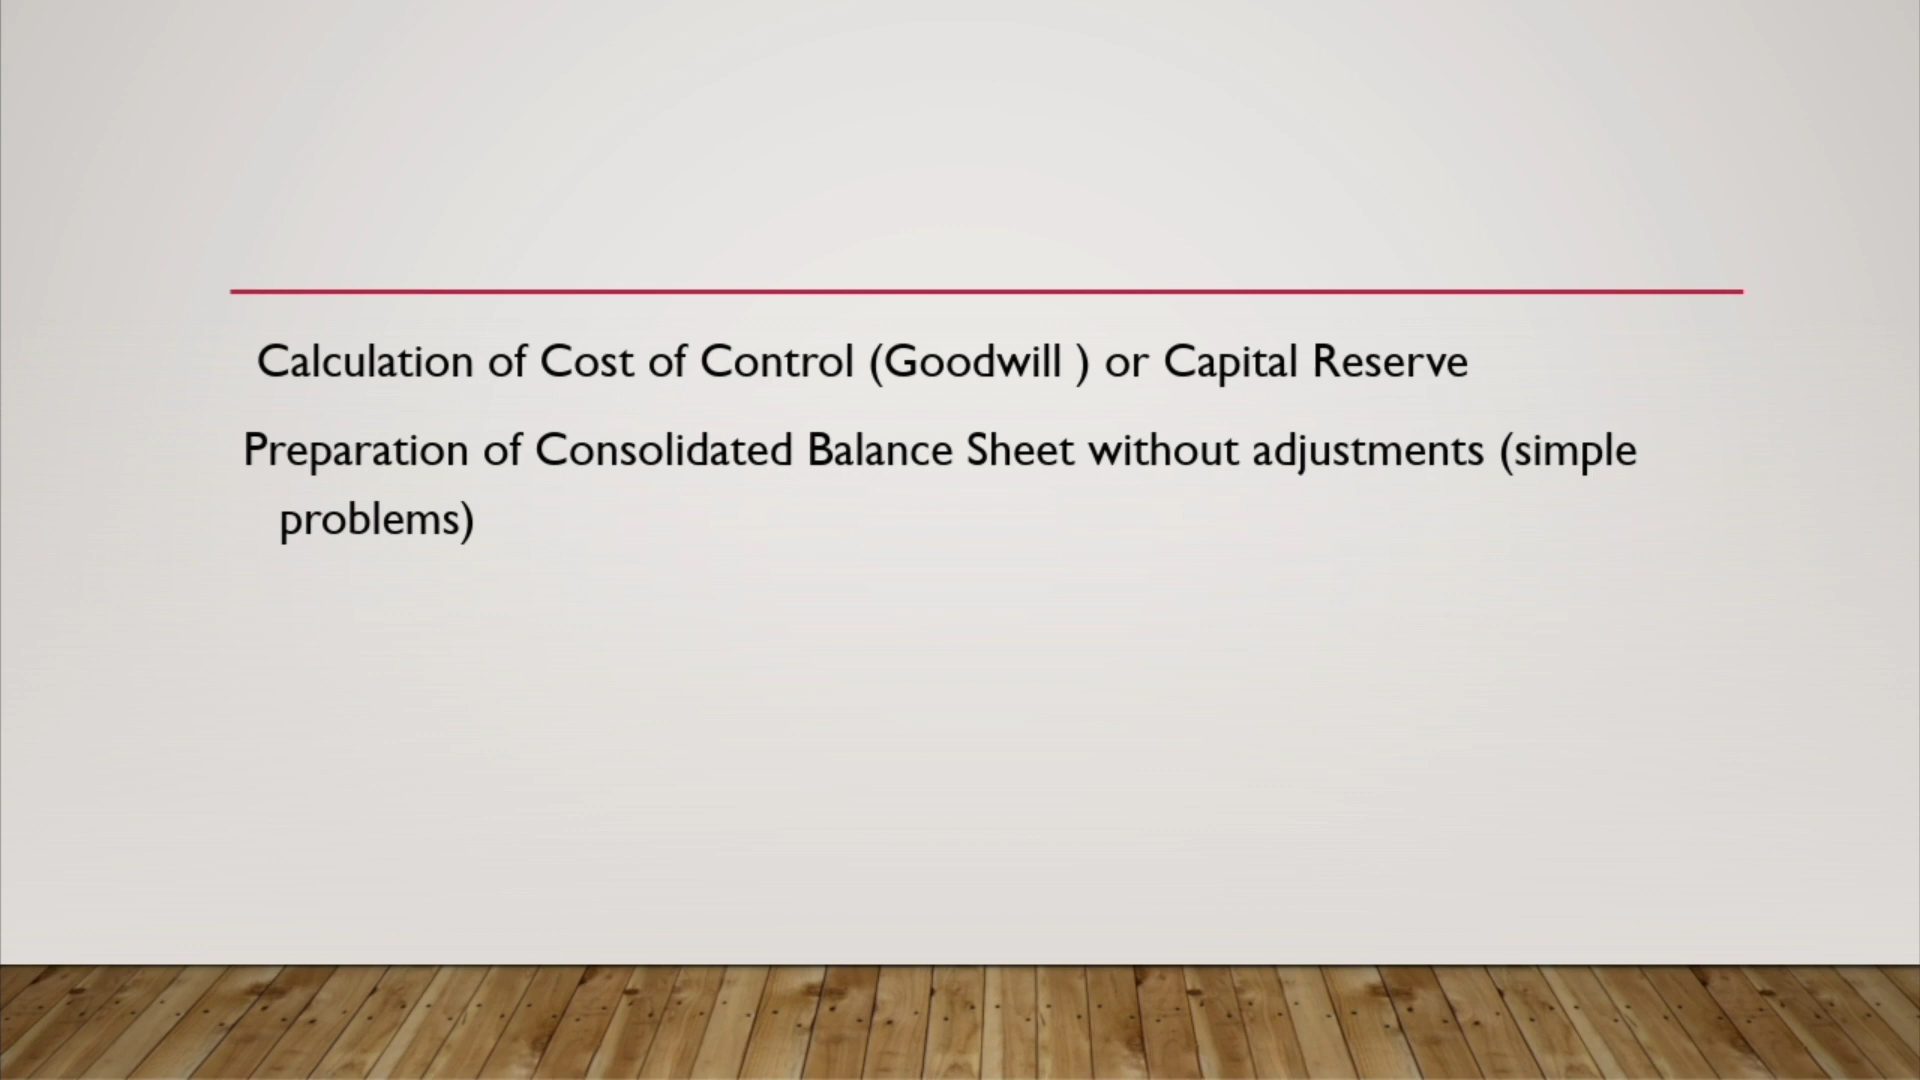 Calculation of Cost of Control (Goodwill ) or Capital Reserve
Preparation of Consolidated Balance Sheet without adjustments (simple
problems)